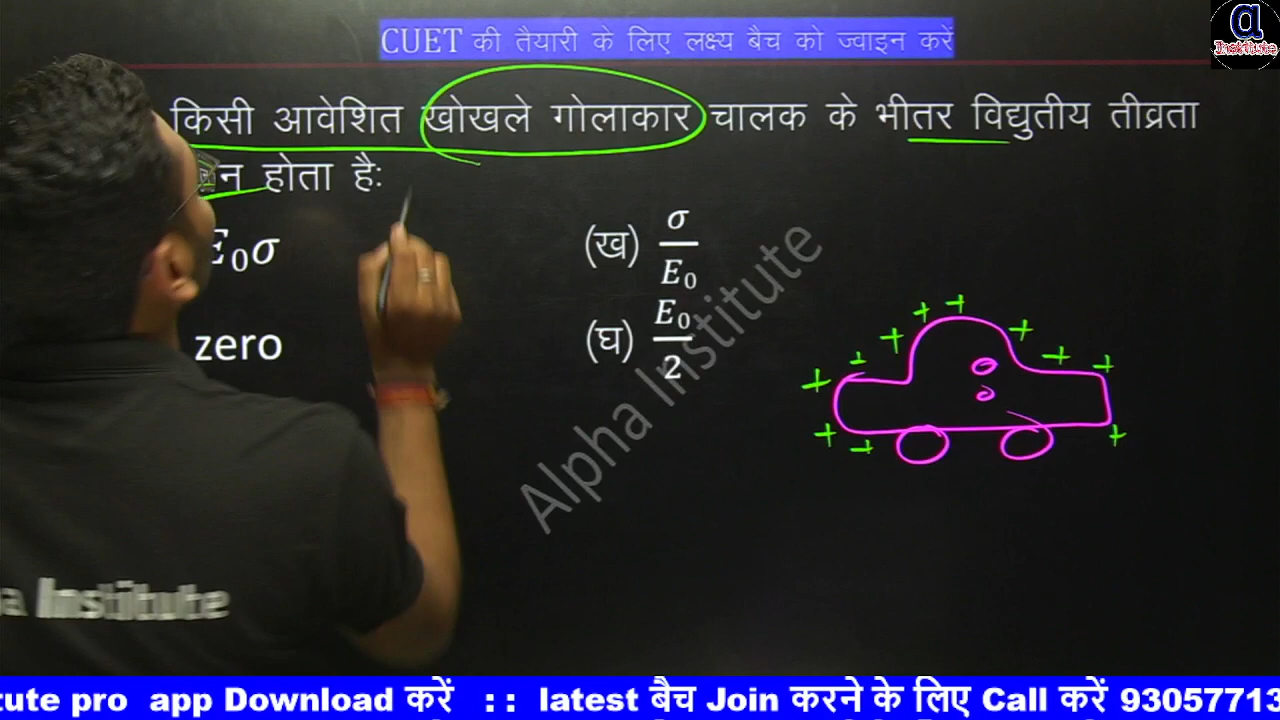 CUET की तैयारी के लिए लक्ष्य बैच को ज्वाइन करें
a
Institute
किसी आवेशित खोखले गोलाकार चालक के भीतर विद्युतीय तीव्रता
न होता हैः
E₀σ
(ख) σ/E₀
zero
(घ) E₀/2
Alpha Institute
a Institute
tute pro app Download करें :: latest बैच Join करने के लिए Call करें 93057713